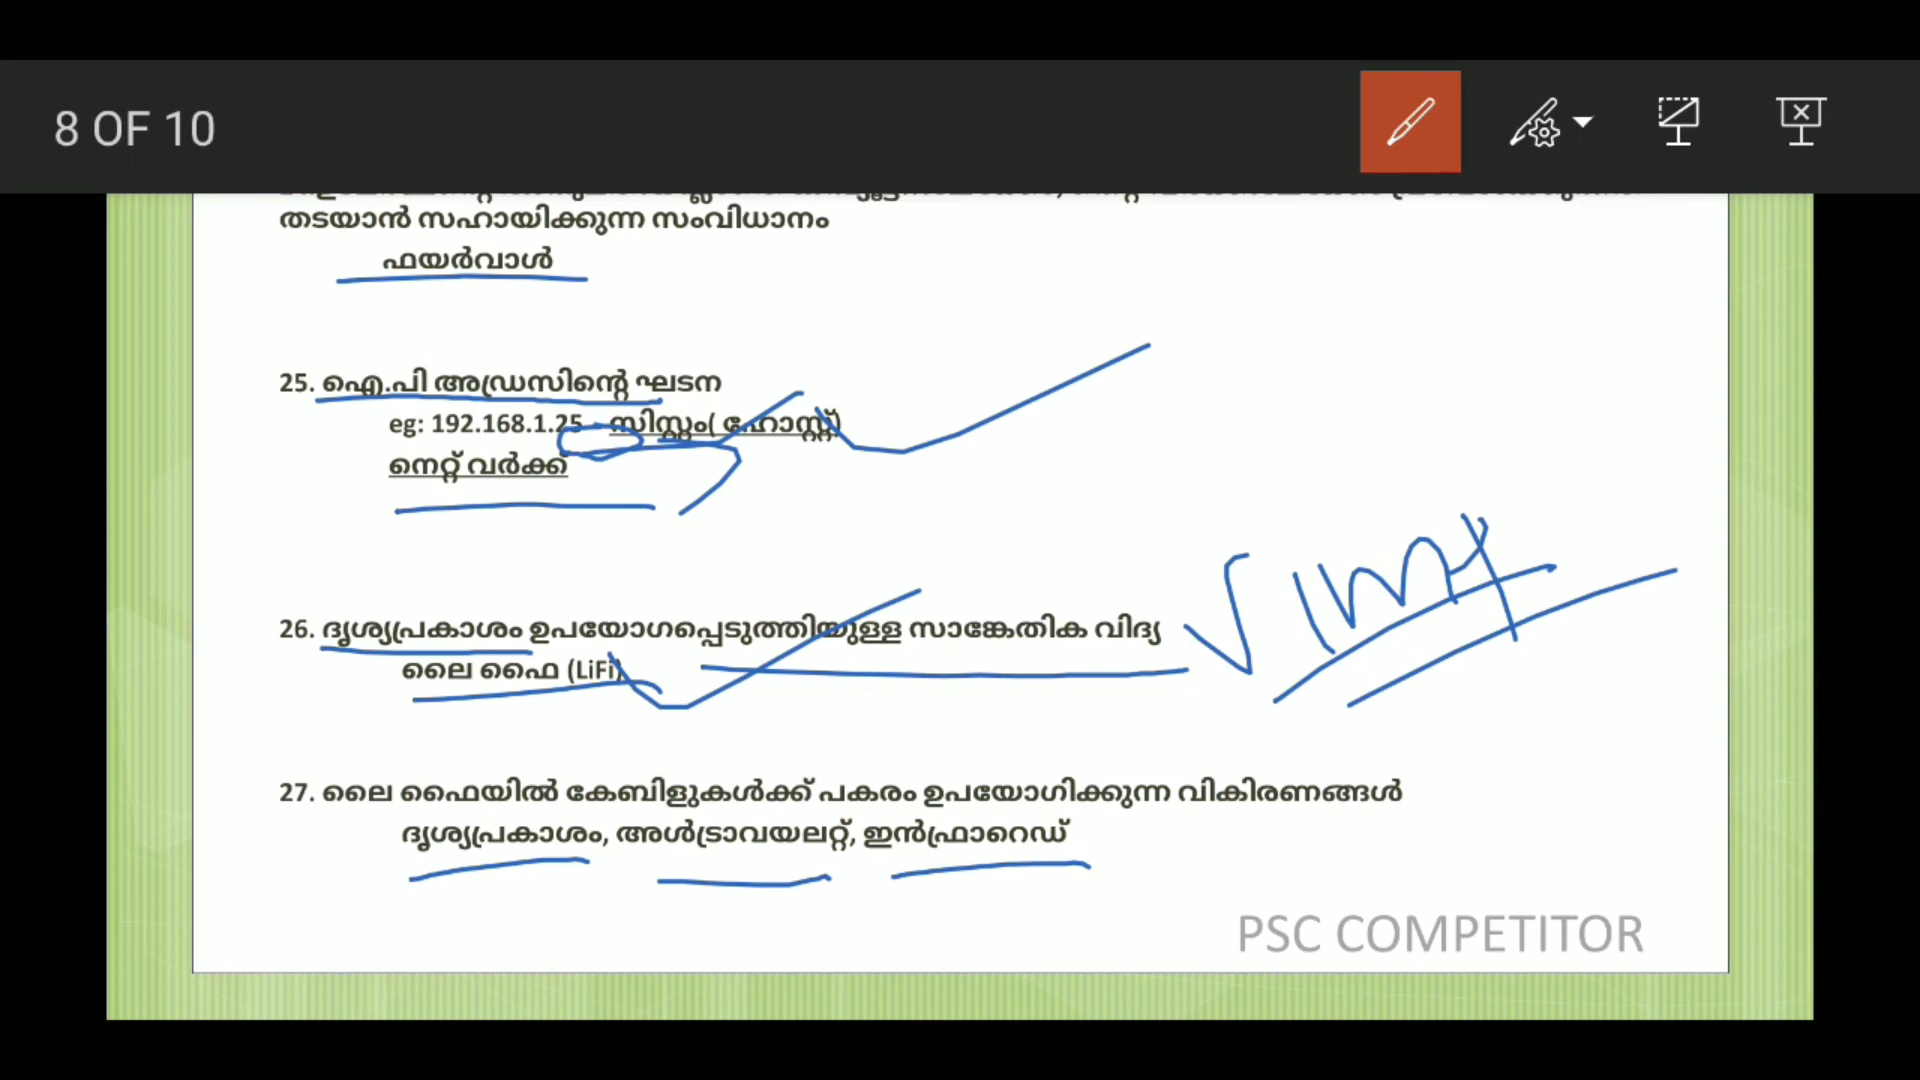 8 OF 10
തടയാൻ സഹായിക്കുന്ന സംവിധാനം
ഫയർവാൾ
25. ഐ.പി അഡ്രസിന്റെ ഘടന
eg: 192.168.1.25 സിസ്റ്റം( ഹോസ്റ്റ്)
നെറ്റ് വർക്ക്
26. ദൃശ്യപ്രകാശം ഉപയോഗപ്പെടുത്തിയുള്ള സാങ്കേതിക വിദ്യ
ലൈ ഫൈ (LiFi)
27. ലൈ ഫൈയിൽ കേബിളുകൾക്ക് പകരം ഉപയോഗിക്കുന്ന വികിരണങ്ങൾ
ദൃശ്യപ്രകാശം, അൾട്രാവയലറ്റ്, ഇൻഫ്രാറെഡ്
PSC COMPETITOR